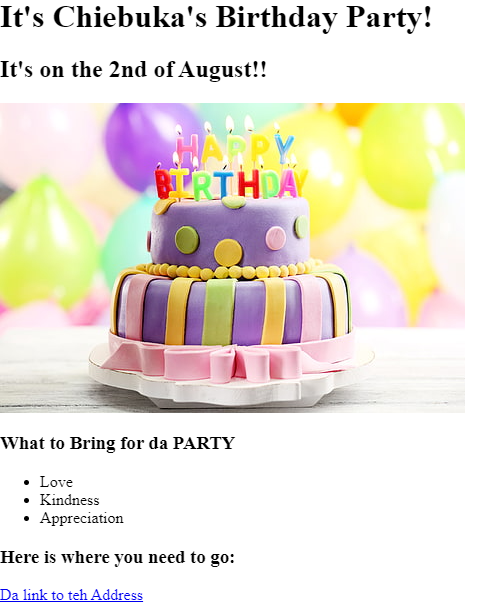 It's Chiebuka's Birthday Party!
It's on the 2nd of August!!
HAPPY
BIRTHDAY
What to Bring for da PARTY
Love
Kindness
Appreciation
Here is where you need to go:
Da link to teh Address